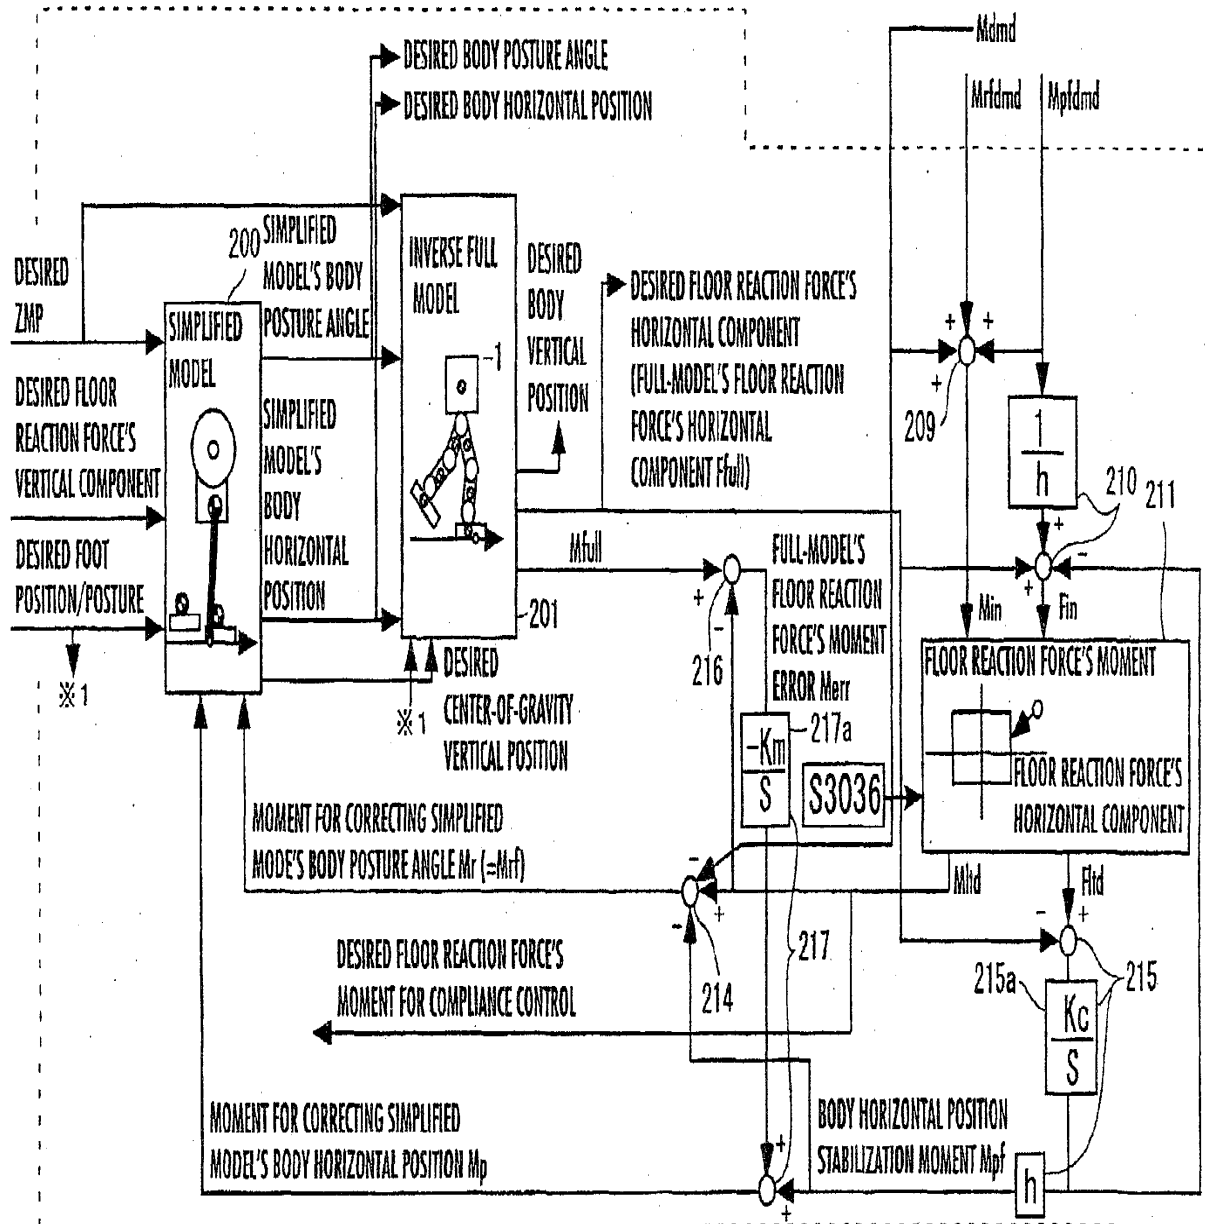 Mdmd
DESIRED BODY POSTURE ANGLE
DESIRED BODY HORIZONTAL POSITION
Mrfdmd
Mpfdmd
200
SIMPLIFIED
MODEL'S BODY
POSTURE ANGLE
INVERSE FULL
MODEL
DESIRED
BODY
VERTICAL
POSITION
DESIRED
ZMP
SIMPLIFIED
MODEL
DESIRED FLOOR REACTION FORCE'S
HORIZONTAL COMPONENT
(FULL-MODEL'S FLOOR REACTION
FORCE'S HORIZONTAL
COMPONENT Ffull)
+ +
+
209
1
h
DESIRED FLOOR
REACTION FORCE'S
VERTICAL COMPONENT
SIMPLIFIED
MODEL'S
BODY
HORIZONTAL
POSITION
1
210
211
+
-
+
DESIRED FOOT
POSITION/POSTURE
※1
Mfull
201
+
-
216
FULL-MODEL'S
FLOOR REACTION
FORCE'S MOMENT
ERROR Merr
Min
Fin
FLOOR REACTION FORCE'S MOMENT
FLOOR REACTION FORCE'S
HORIZONTAL COMPONENT
※1
DESIRED
CENTER-OF-GRAVITY
VERTICAL POSITION
-Km
S
217a
S3036
MOMENT FOR CORRECTING SIMPLIFIED
MODE'S BODY POSTURE ANGLE Mr (=Mrf)
-
+
-
214
217
Mltd
Fltd
-
+
215a
215
Kc
S
DESIRED FLOOR REACTION FORCE'S
MOMENT FOR COMPLIANCE CONTROL
MOMENT FOR CORRECTING SIMPLIFIED
MODEL'S BODY HORIZONTAL POSITION Mp
BODY HORIZONTAL POSITION
STABILIZATION MOMENT Mpf
+
+
h